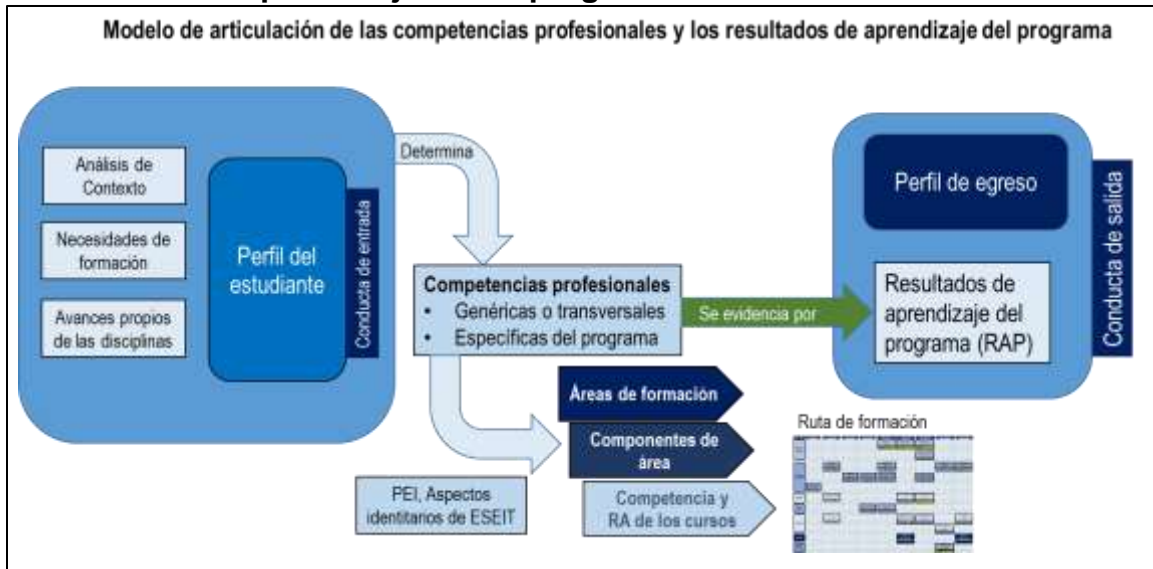 Modelo de articulación de las competencias profesionales y los resultados de aprendizaje del programa
Análisis de
Contexto
Necesidades de
formación
Avances propios
de las disciplinas
Perfil del
estudiante
Conducta de entrada
Determina
Competencias profesionales
• Genéricas o transversales
• Específicas del programa
Se evidencia por
Perfil de egreso
Resultados de
aprendizaje del
programa (RAP)
Conducta de salida
Áreas de formación
Componentes de
área
Competencia y
RA de los cursos
PEI, Aspectos
identitarios de ESEIT
Ruta de formación